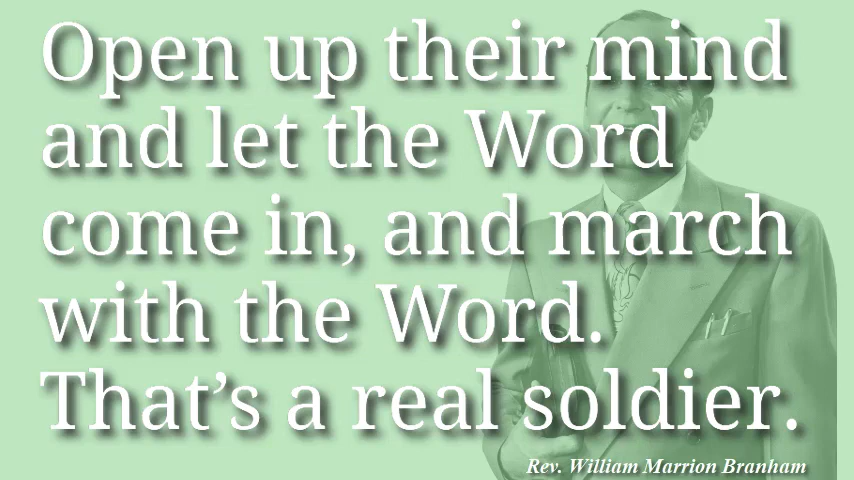 Open up their mind
and let the Word
come in, and march
with the Word.
That’s a real soldier.
Rev. William Marrion Branham